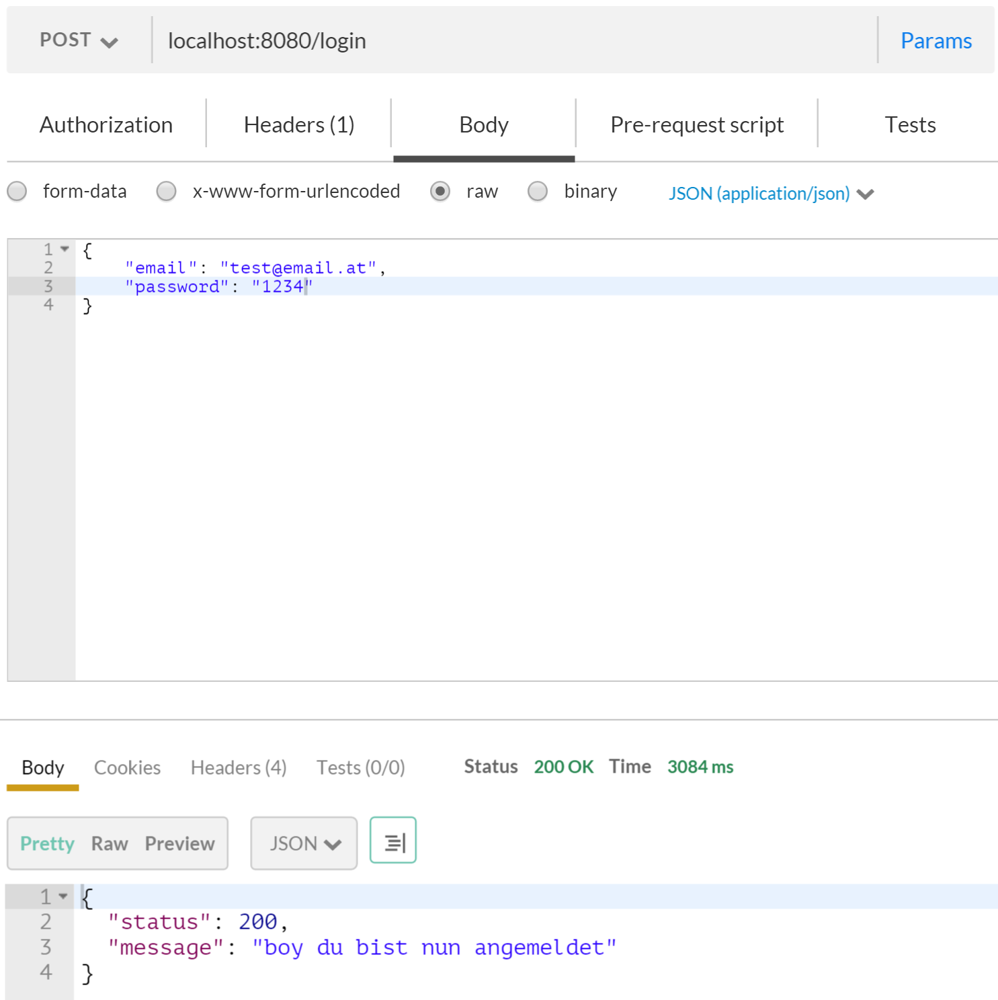 POST localhost:8080/login Params
Authorization Headers (1) Body Pre-request script Tests
form-data x-www-form-urlencoded raw binary JSON (application/json)
1 {
2 "email": "test@email.at",
3 "password": "1234"
4 }
Body Cookies Headers (4) Tests (0/0) Status 200 OK Time 3084 ms
Pretty Raw Preview JSON
1 {
2 "status": 200,
3 "message": "boy du bist nun angemeldet"
4 }